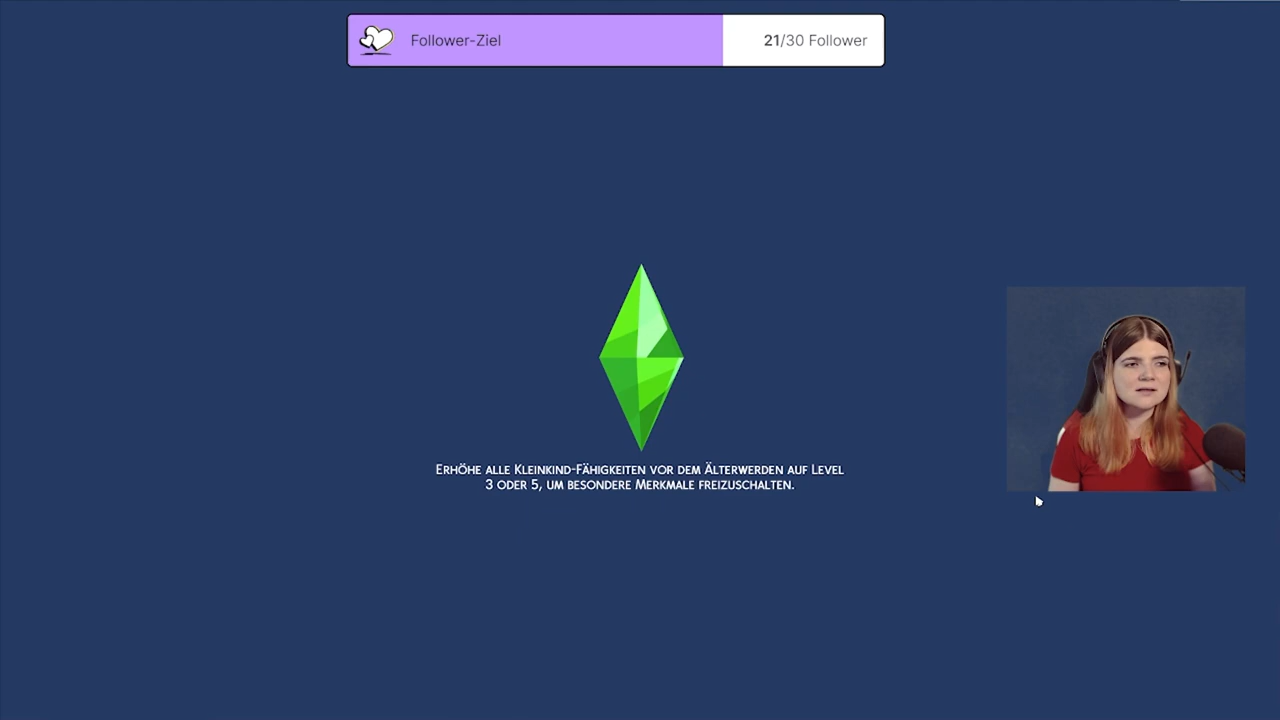 Follower-Ziel
21/30 Follower
Erhöhe alle Kleinkind-Fähigkeiten vor dem Älterwerden auf Level
3 oder 5, um besondere Merkmale freizuschalten.